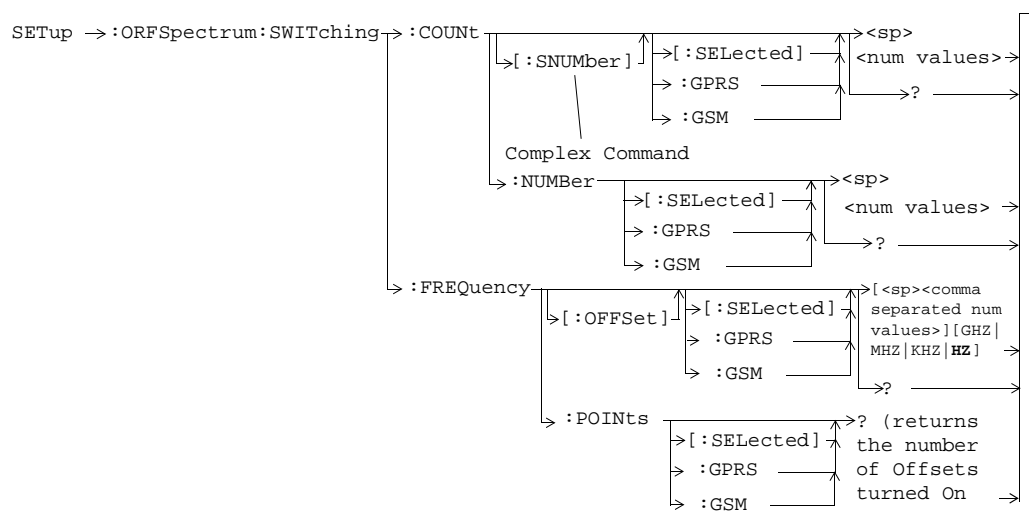 SETup :ORFSpectrum:SWITching :COUNt <sp>
[:SNUMber] [:SELected] <num values>
:GPRS ?
:GSM
Complex Command
:NUMBer <sp>
[:SELected] <num values>
:GPRS ?
:GSM
:FREQuency [<sp><comma
[:OFFSet] [:SELected] separated num
:GPRS values>][GHZ|
MHZ|KHZ|HZ]
:GSM
?
:POINts ? (returns
[:SELected] the number
:GPRS of Offsets
:GSM turned On